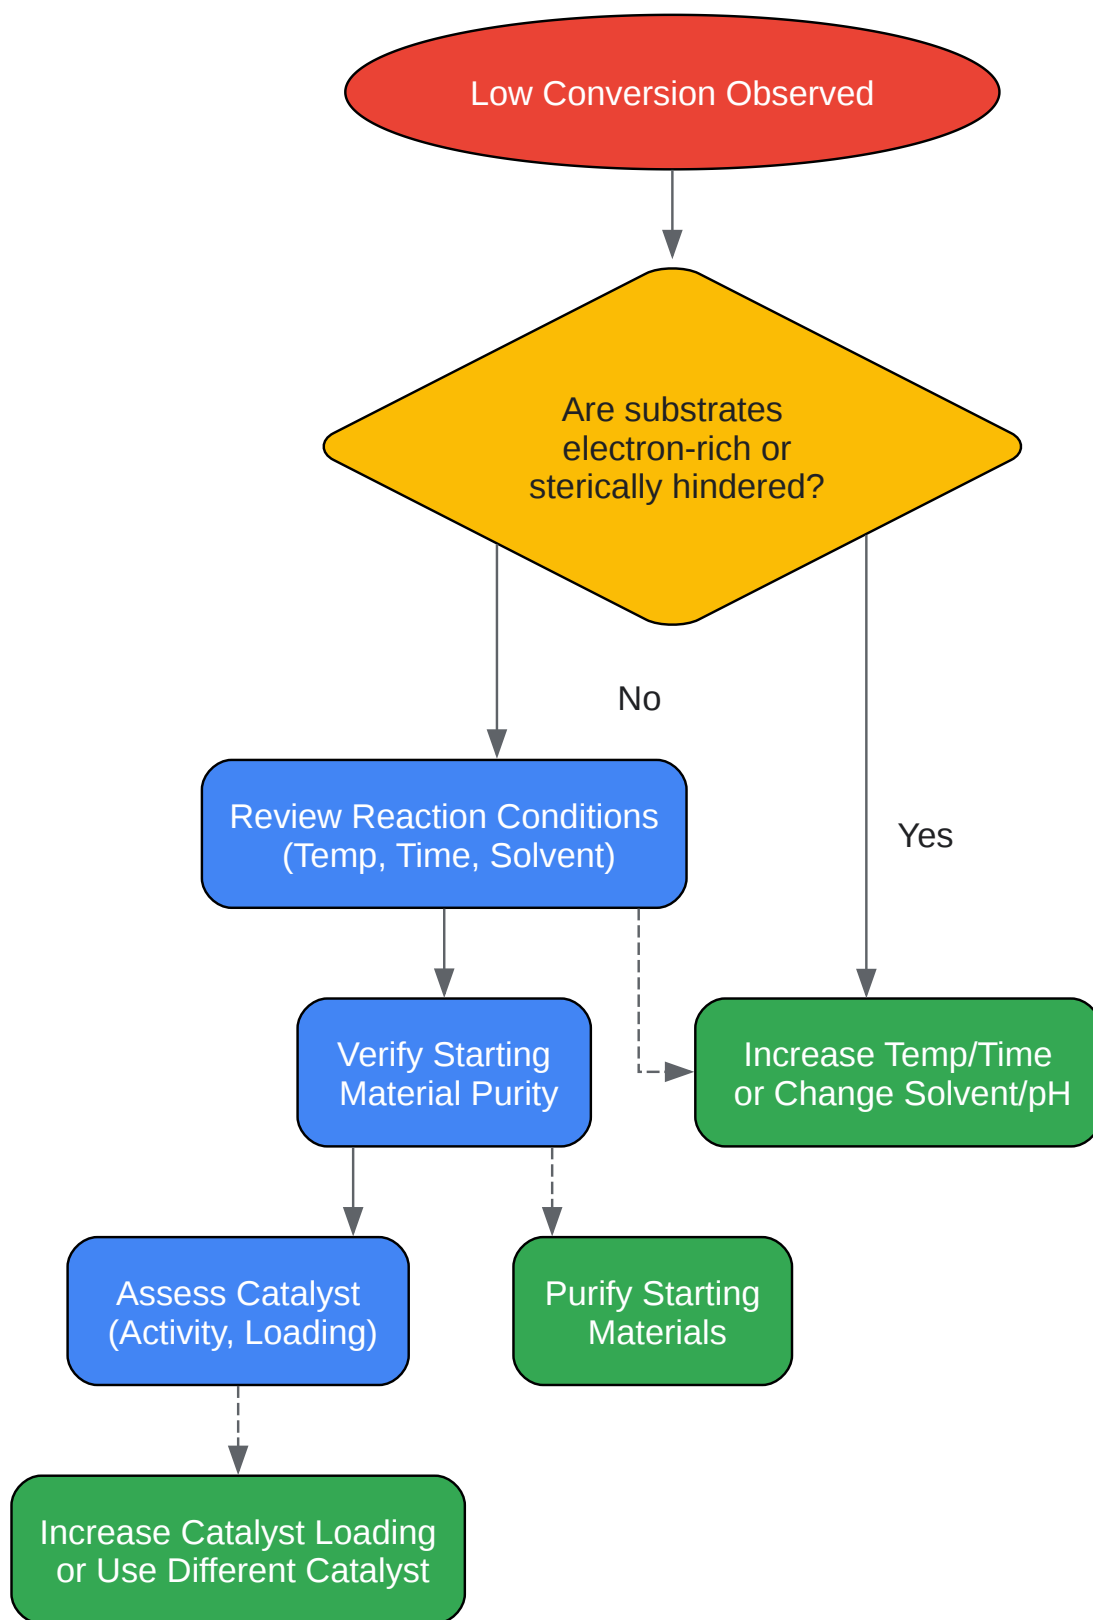 Low Conversion Observed
Are substrates
electron-rich or
sterically hindered?
No
Review Reaction Conditions
(Temp, Time, Solvent)
Yes
Verify Starting
Material Purity
Increase Temp/Time
or Change Solvent/pH
Assess Catalyst
(Activity, Loading)
Purify Starting
Materials
Increase Catalyst Loading
or Use Different Catalyst